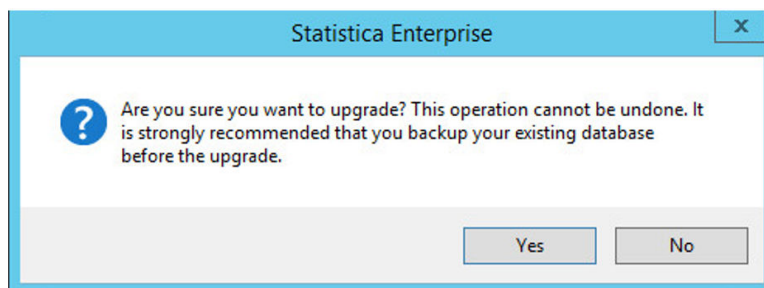 Statistica Enterprise
x
?
Are you sure you want to upgrade? This operation cannot be undone. It
is strongly recommended that you backup your existing database
before the upgrade.
Yes No